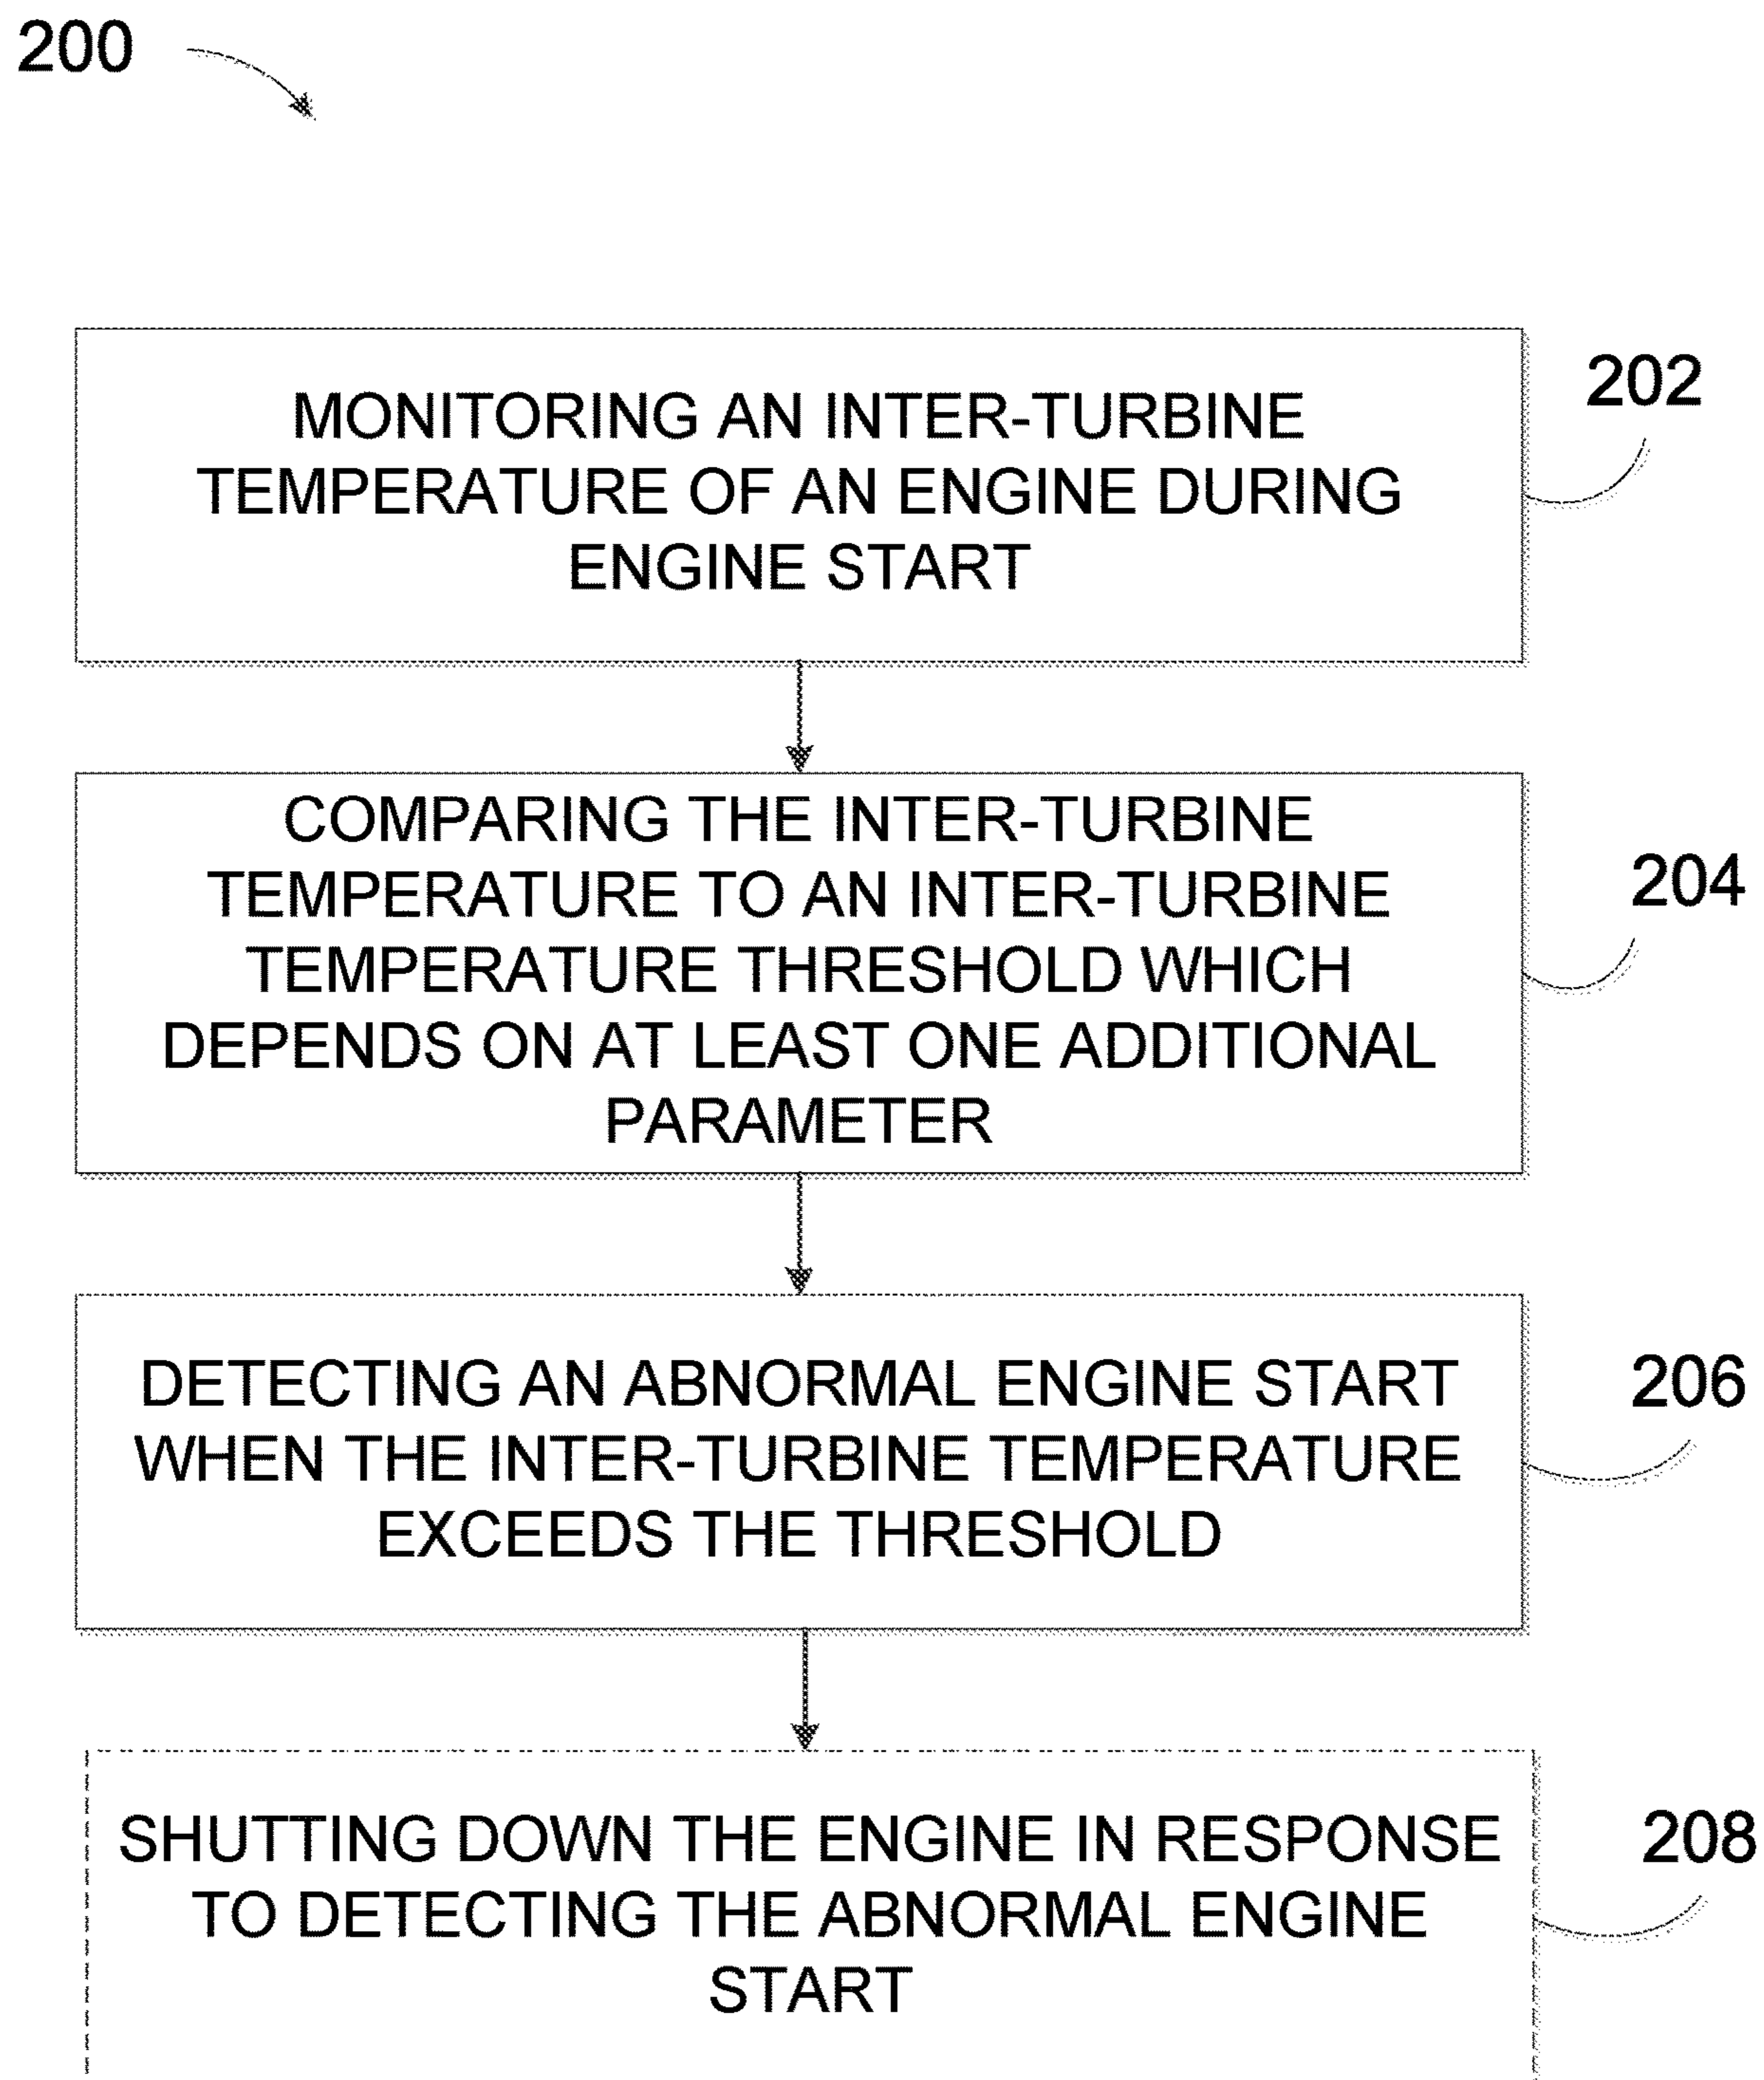 200
MONITORING AN INTER-TURBINE
TEMPERATURE OF AN ENGINE DURING
ENGINE START
202
COMPARING THE INTER-TURBINE
TEMPERATURE TO AN INTER-TURBINE
TEMPERATURE THRESHOLD WHICH
DEPENDS ON AT LEAST ONE ADDITIONAL
PARAMETER
204
DETECTING AN ABNORMAL ENGINE START
WHEN THE INTER-TURBINE TEMPERATURE
EXCEEDS THE THRESHOLD
206
SHUTTING DOWN THE ENGINE IN RESPONSE
TO DETECTING THE ABNORMAL ENGINE
START
208